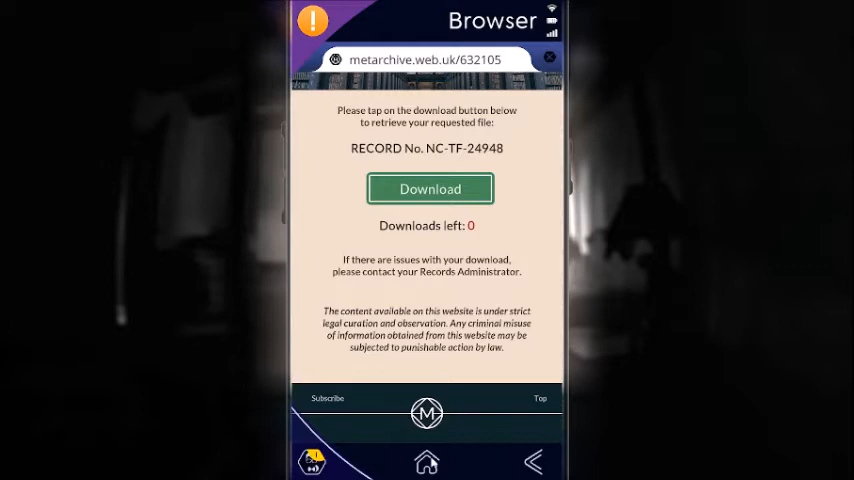 !
Browser
metarchive.web.uk/632105
Please tap on the download button below
to retrieve your requested file:
RECORD No. NC-TF-24948
Download
Downloads left: 0
If there are issues with your download,
please contact your Records Administrator.
The content available on this website is under strict
legal curation and observation. Any criminal misuse
of information obtained from this website may be
subjected to punishable action by law.
Subscribe
Top
M